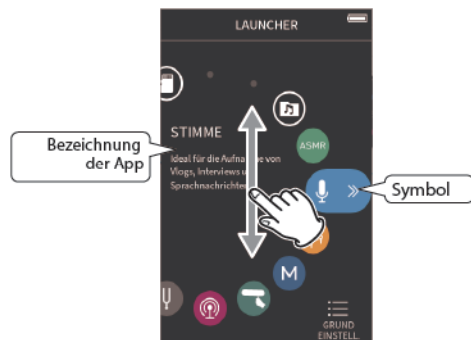 LAUNCHER
Bezeichnung
der App
STIMME
Ideal für die Aufnahme von
Vlogs, Interviews u
Sprachnachrichten
ASMR
Symbol
M
GRUND
EINSTELL.